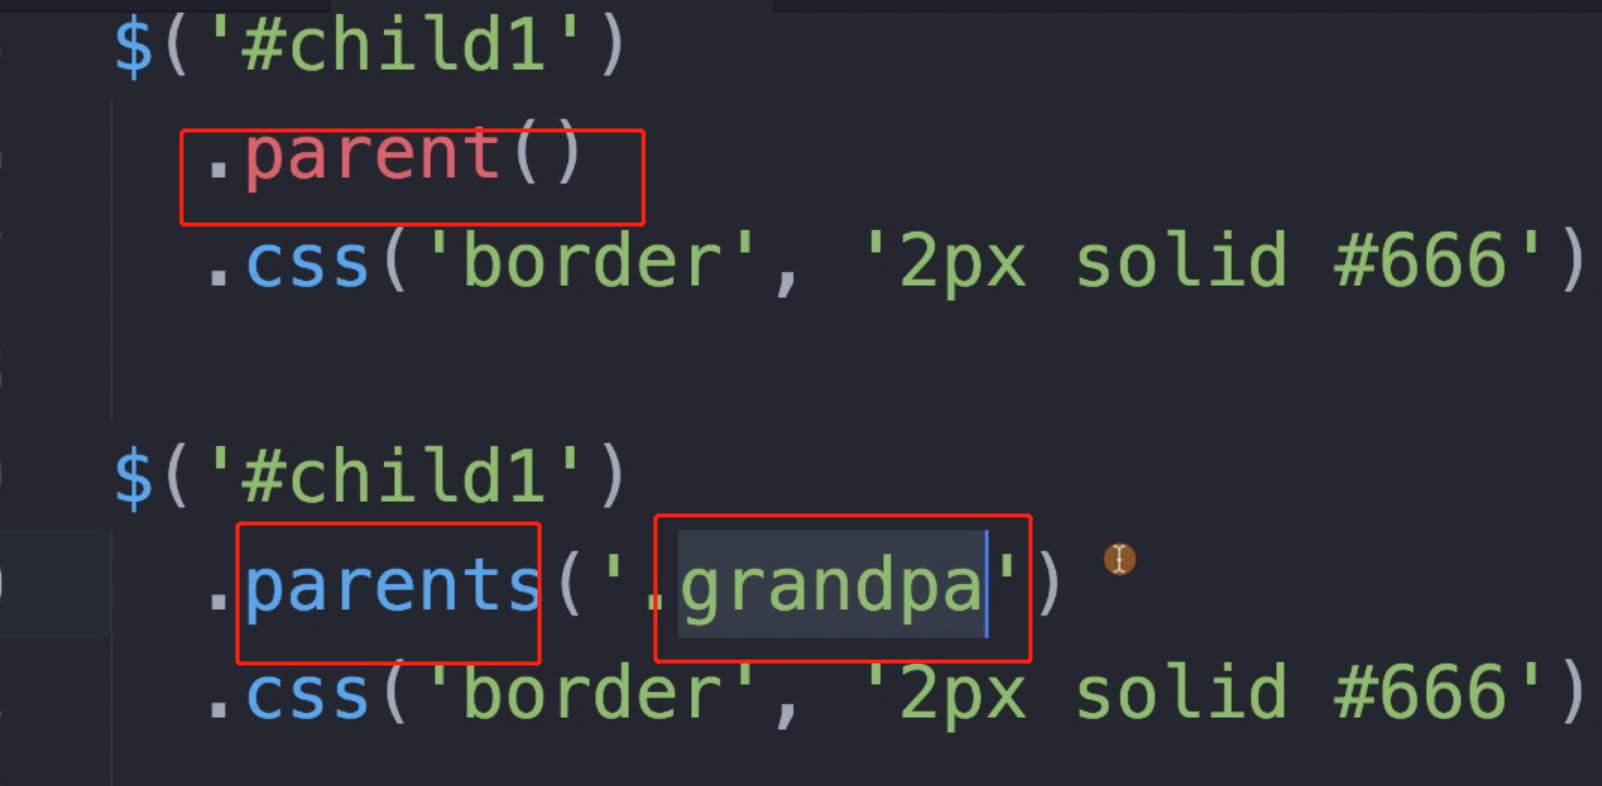 $('#child1')
.parent()
.css('border', '2px solid #666')
$('#child1')
.parents('.grandpa')
.css('border', '2px solid #666')